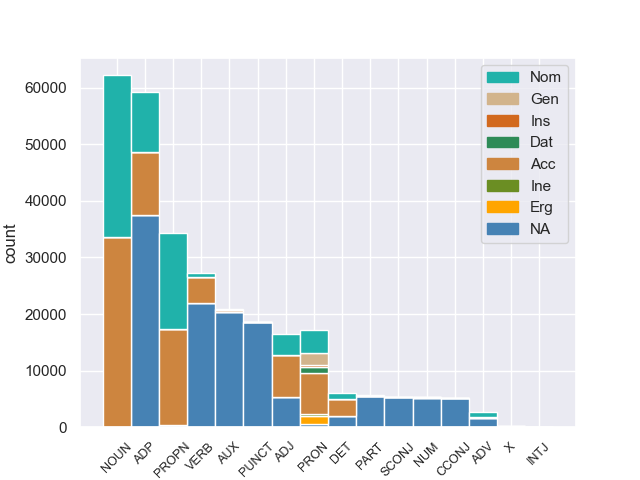 60000
50000
40000
30000
20000
10000
0
count
Nom
Gen
Ins
Dat
Acc
Ine
Erg
NA
NOUN
ADP
PROPN
VERB
AUX
PUNCT
ADJ
PRON
DET
PART
SCONJ
NUM
CCONJ
ADV
X
INTJ